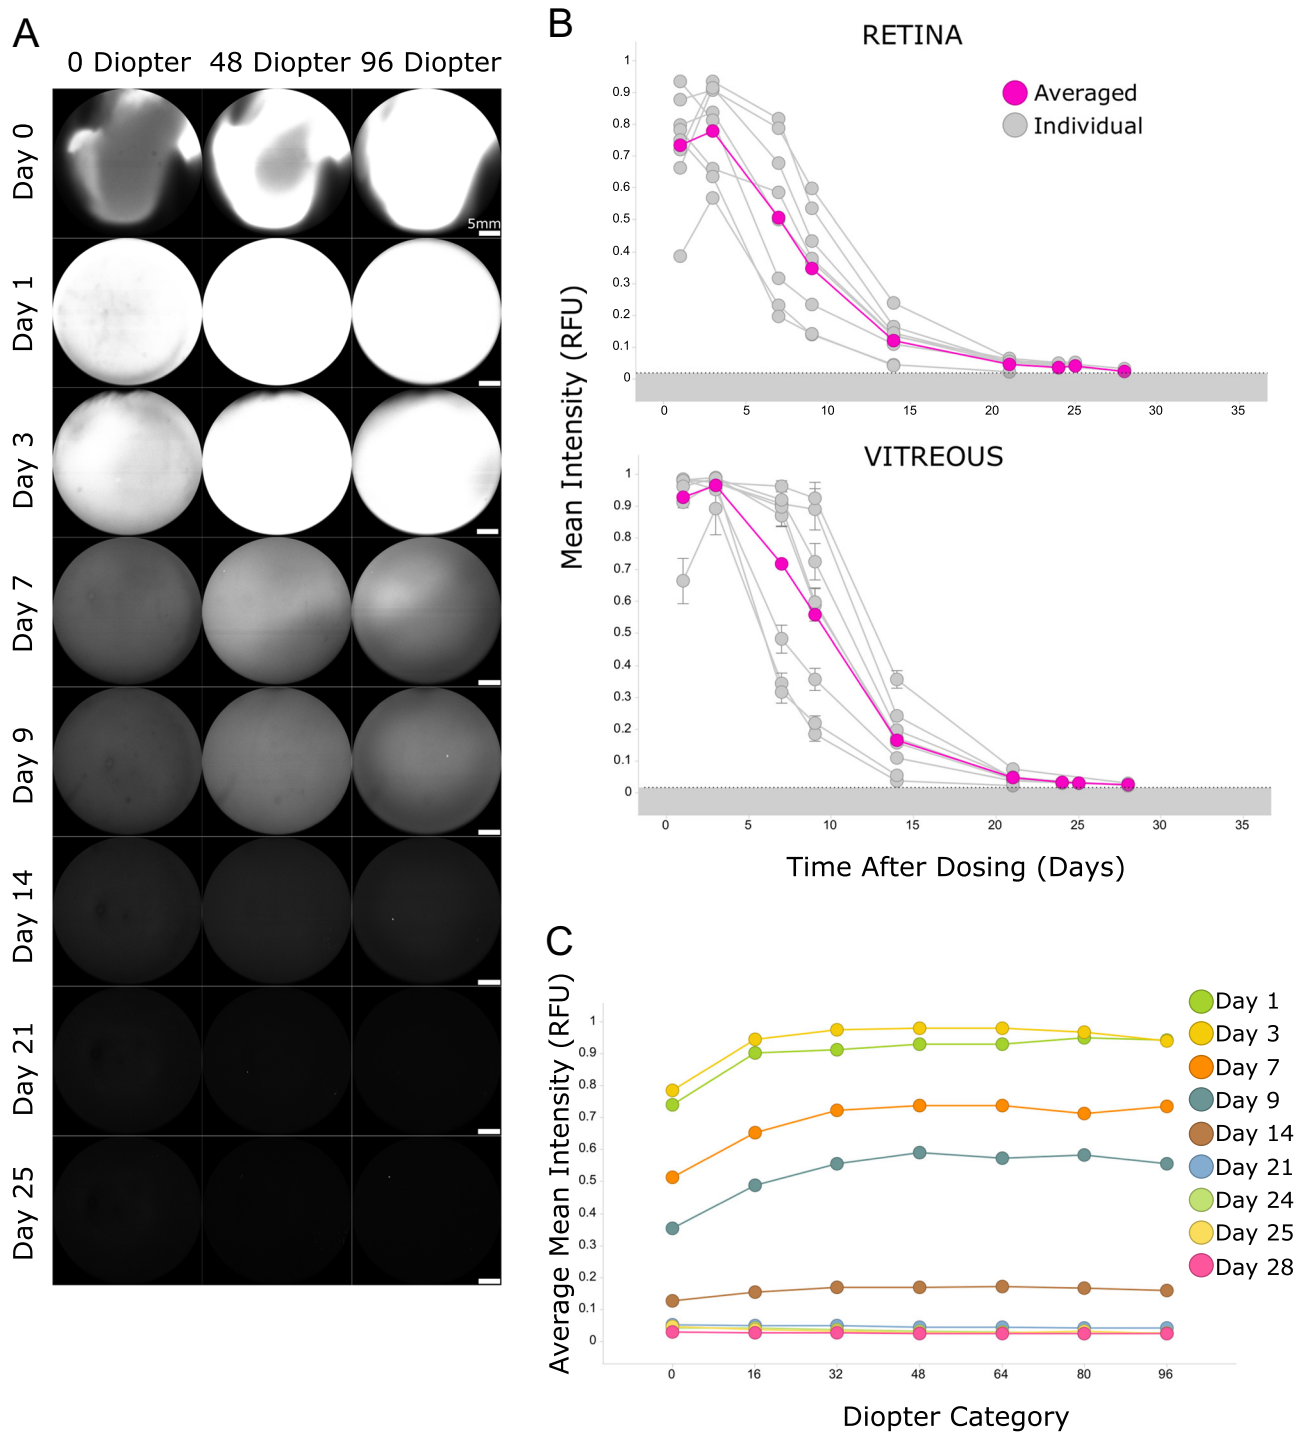 A
0 Diopter 48 Diopter 96 Diopter
Day 0
5mm
Day 1
Day 3
Day 7
Day 9
Day 14
Day 21
Day 25
B
RETINA
Averaged
Individual
Mean Intensity (RFU)
1
0.9
0.8
0.7
0.6
0.5
0.4
0.3
0.2
0.1
0
0 5 10 15 20 25 30 35
VITREOUS
1
0.9
0.8
0.7
0.6
0.5
0.4
0.3
0.2
0.1
0
0 5 10 15 20 25 30 35
Time After Dosing (Days)
C
Average Mean Intensity (RFU)
1
0.9
0.8
0.7
0.6
0.5
0.4
0.3
0.2
0.1
0
0 16 32 48 64 80 96
Diopter Category
Day 1
Day 3
Day 7
Day 9
Day 14
Day 21
Day 24
Day 25
Day 28